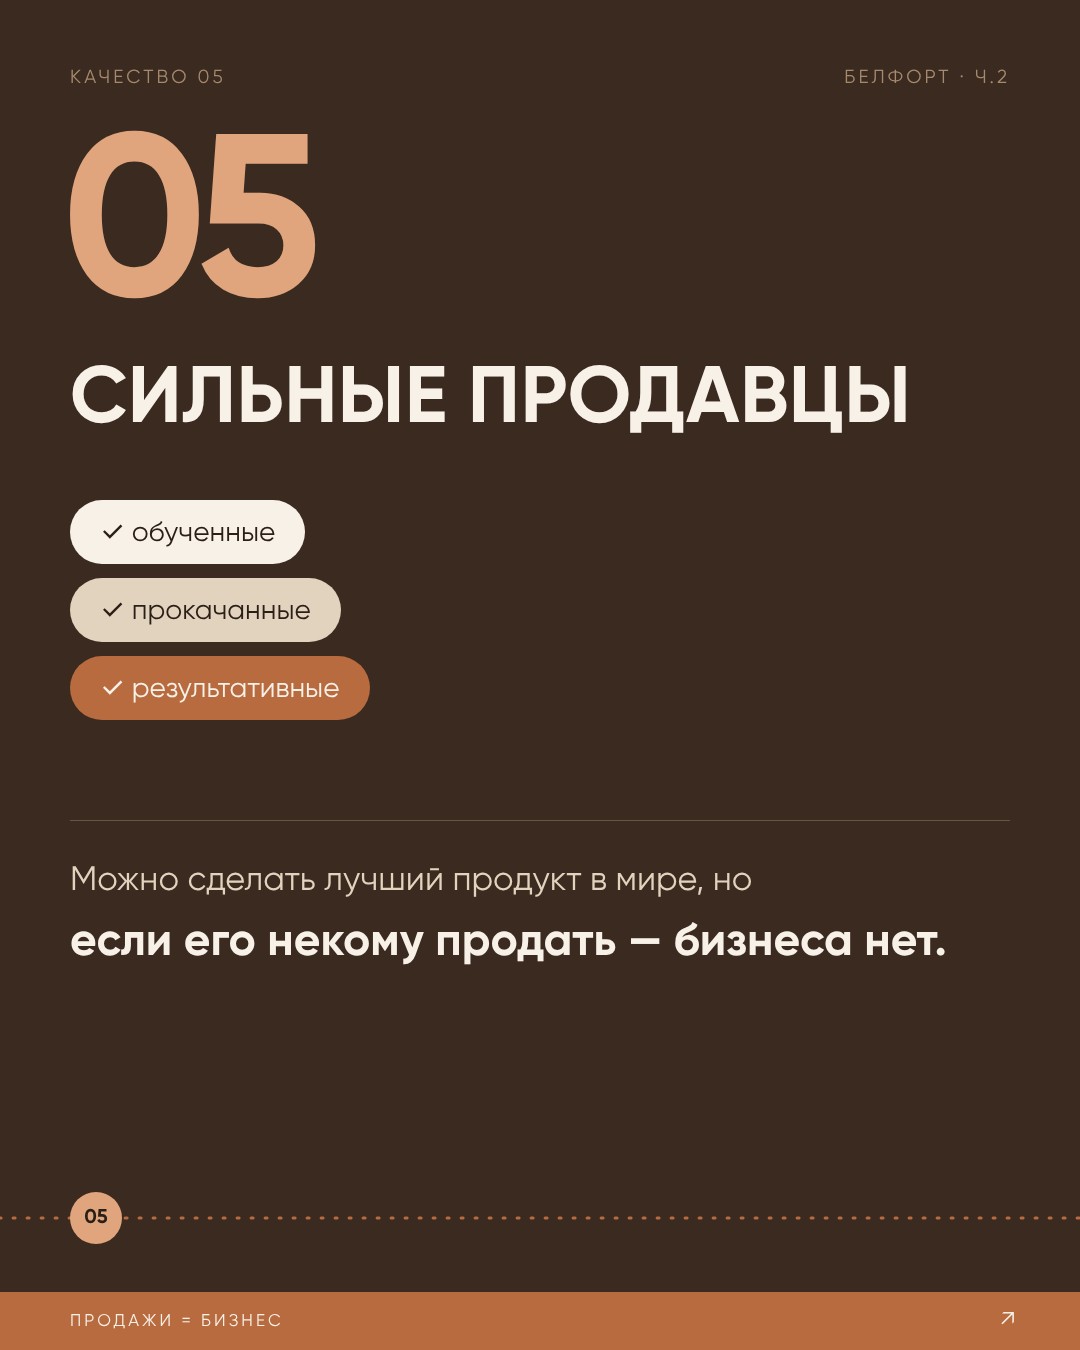 КАЧЕСТВО 05
БЕЛФОРТ · Ч.2
05
СИЛЬНЫЕ ПРОДАВЦЫ
✓ обученные
✓ прокачанные
✓ результативные
Можно сделать лучший продукт в мире, но
если его некому продать — бизнеса нет.
05
ПРОДАЖИ = БИЗНЕС